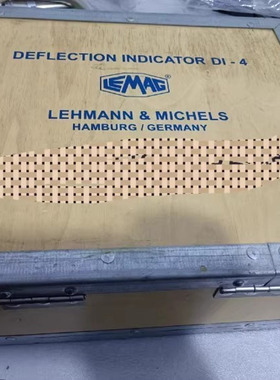 DEFLECTION INDICATOR DI - 4
LEMAG
LEHMANN & MICHELS
HAMBURG / GERMANY